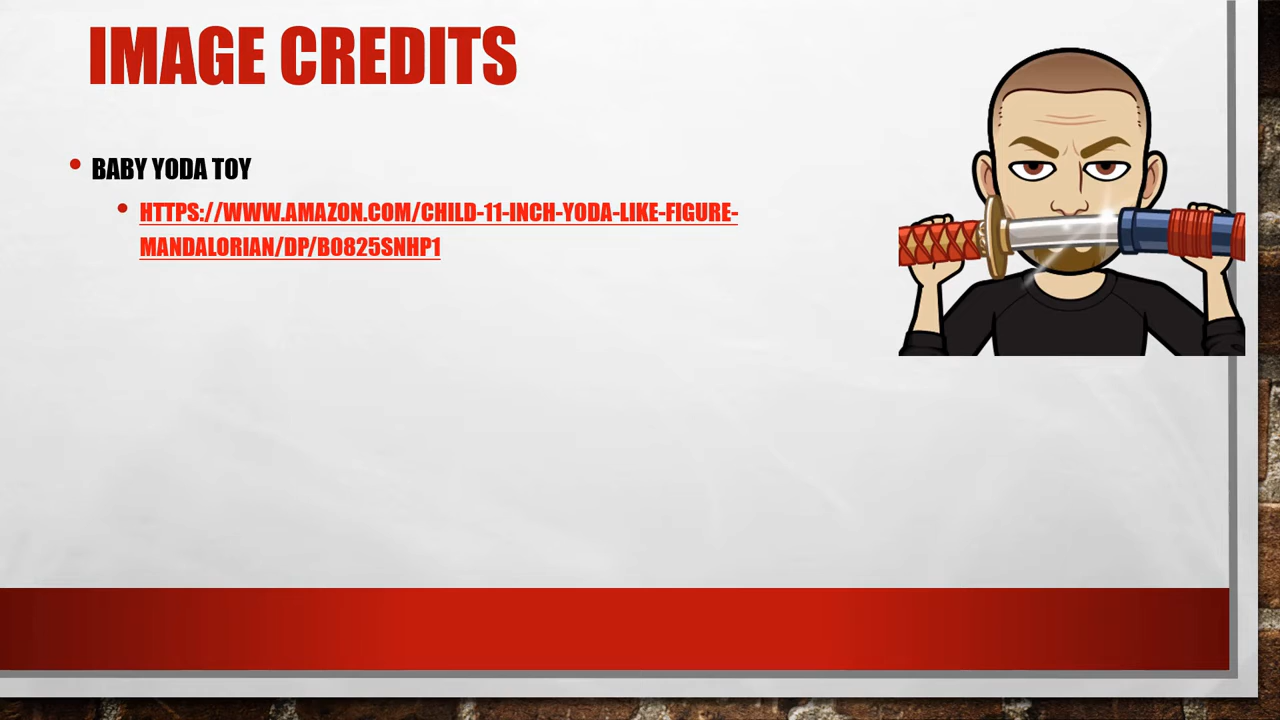 IMAGE CREDITS
• BABY YODA TOY
• HTTPS://WWW.AMAZON.COM/CHILD-11-INCH-YODA-LIKE-FIGURE-
MANDALORIAN/DP/B0825SNHP1